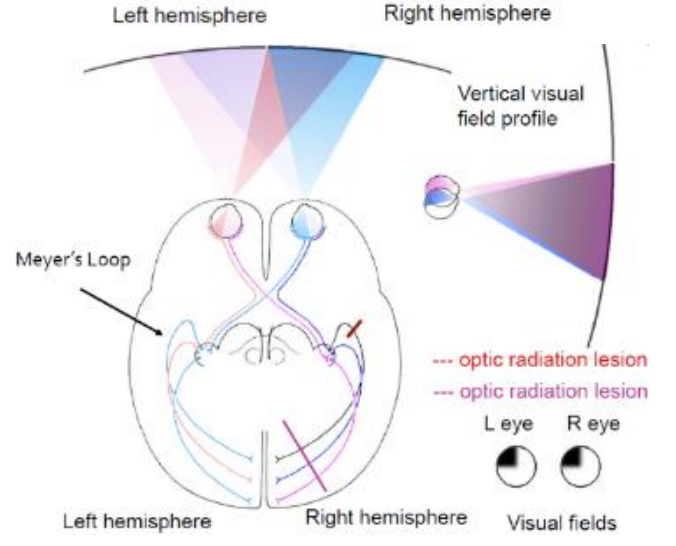 Left hemisphere
Right hemisphere
Vertical visual
field profile
Meyer's Loop
--- optic radiation lesion
--- optic radiation lesion
L eye
R eye
Left hemisphere
Right hemisphere
Visual fields